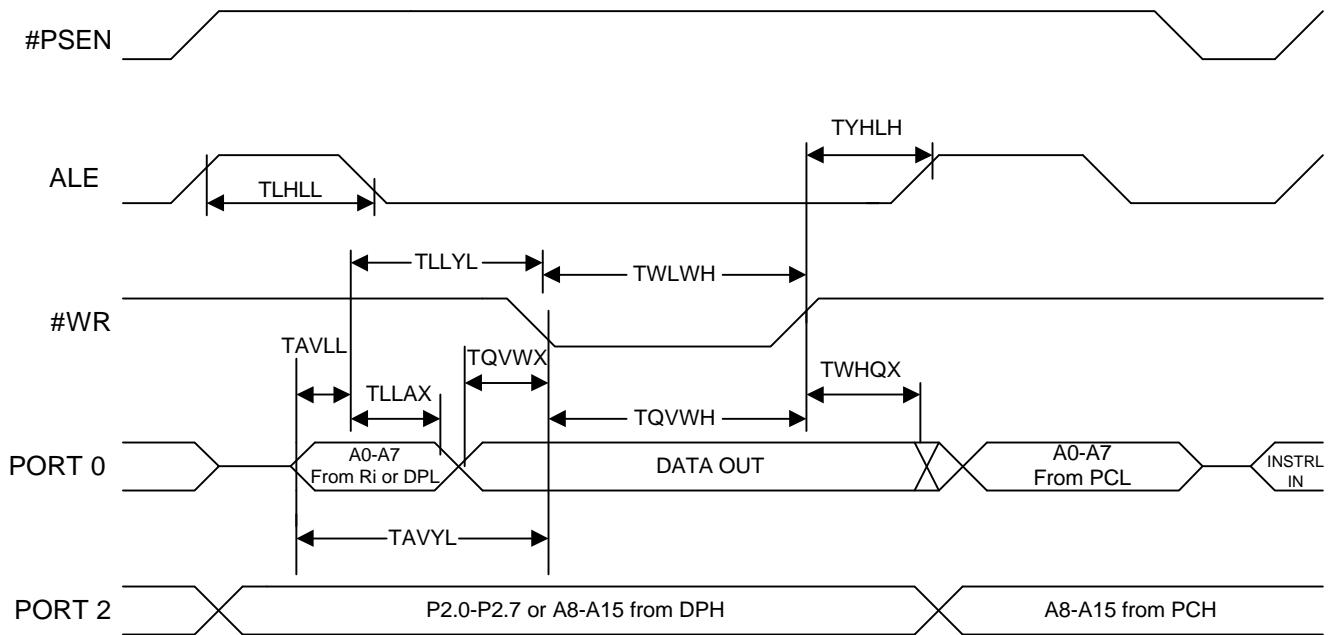 #PSEN
TYHLH
ALE
TLHLL
TLLYL
TWLWH
#WR
TAVLL
TQVWX
TWHQX
TLLAX
TQVWH
PORT 0
A0-A7
From Ri or DPL
DATA OUT
A0-A7
From PCL
INSTRL
IN
TAVYL
PORT 2
P2.0-P2.7 or A8-A15 from DPH
A8-A15 from PCH